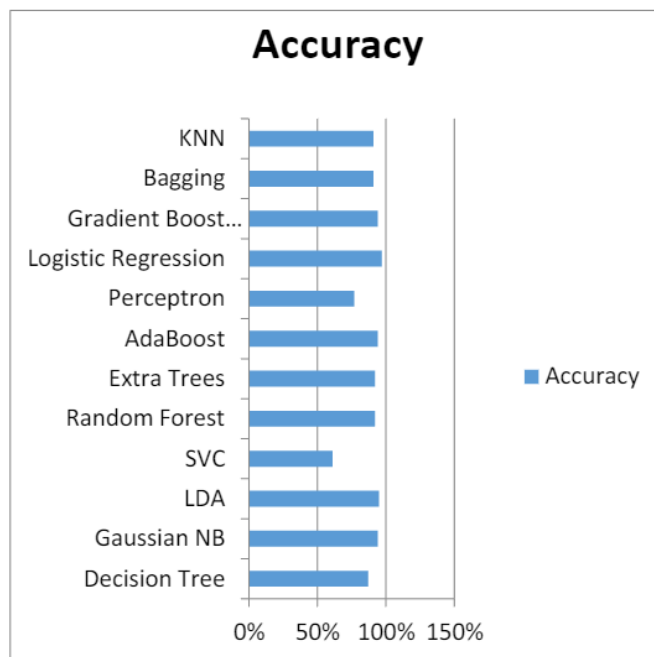 Accuracy
KNN
Bagging
Gradient Boost...
Logistic Regression
Perceptron
AdaBoost
Extra Trees
Random Forest
SVC
LDA
Gaussian NB
Decision Tree
Accuracy
0% 50% 100% 150%